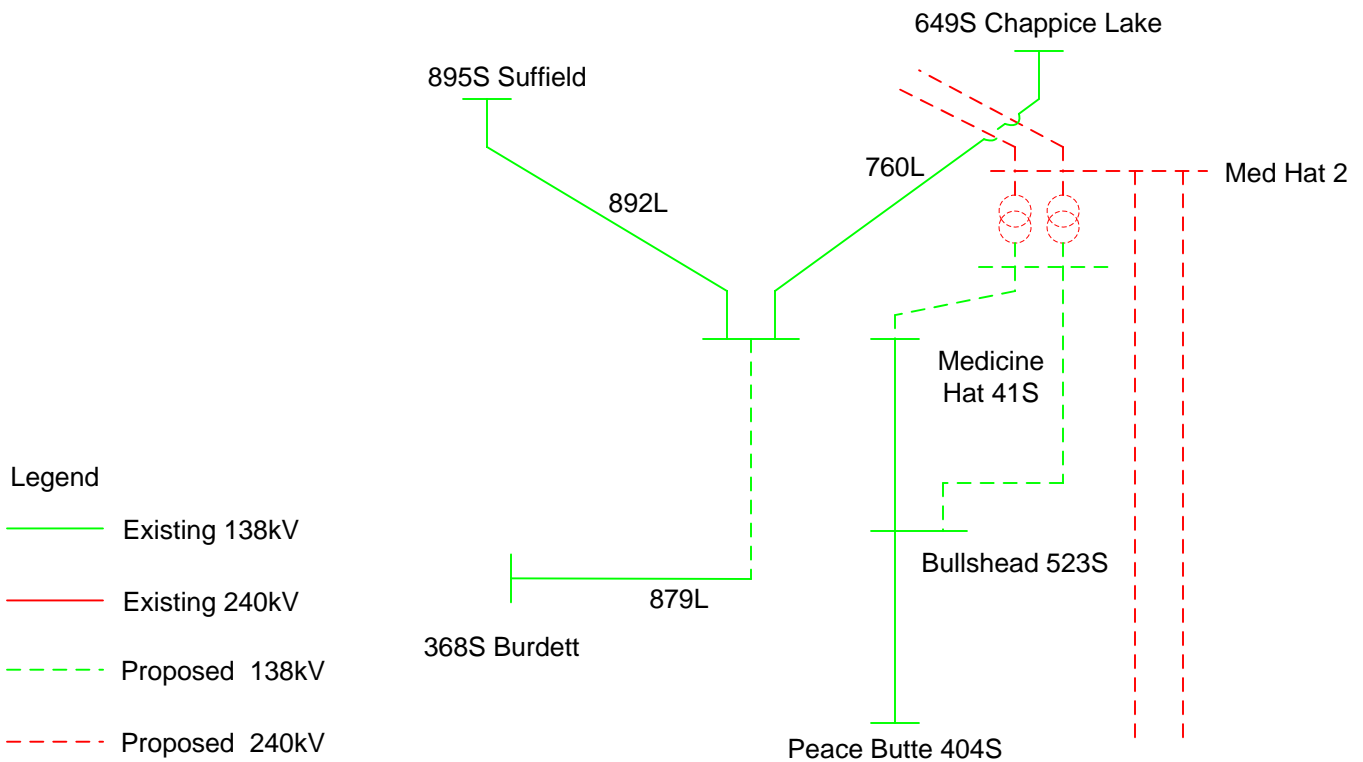 649S Chappice Lake
895S Suffield
760L
Med Hat 2
892L
Medicine
Hat 41S
Legend
Existing 138kV
Bullshead 523S
Existing 240kV
879L
368S Burdett
Proposed 138kV
Proposed 240kV
Peace Butte 404S